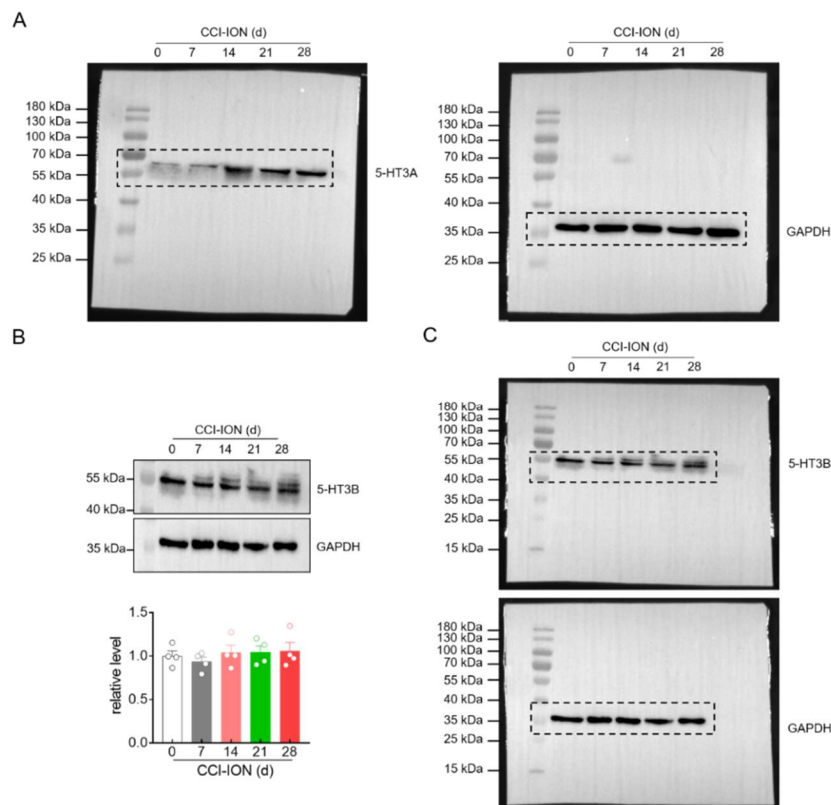 A
CCI-ION (d)
0 7 14 21 28
180 kDa
130 kDa
100 kDa
70 kDa
55 kDa
40 kDa
35 kDa
25 kDa
5-HT3A
CCI-ION (d)
0 7 14 21 28
180 kDa
130 kDa
100 kDa
70 kDa
55 kDa
40 kDa
35 kDa
25 kDa
GAPDH
B
CCI-ION (d)
0 7 14 21 28
55 kDa
40 kDa
5-HT3B
35 kDa
GAPDH
relative level
1.5
1.0
0.5
0.0
0 7 14 21 28
CCI-ION (d)
C
CCI-ION (d)
0 7 14 21 28
180 kDa
130 kDa
100 kDa
70 kDa
55 kDa
40 kDa
35 kDa
25 kDa
15 kDa
5-HT3B
180 kDa
130 kDa
100 kDa
70 kDa
55 kDa
40 kDa
35 kDa
25 kDa
15 kDa
GAPDH